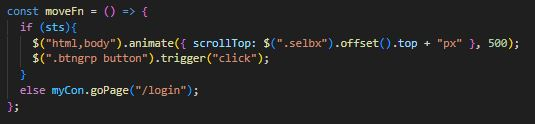 const moveFn = () => {
  if (sts){
    $("html,body").animate({ scrollTop: $(".selbx").offset().top + "px" }, 500);
    $(".btngrp button").trigger("click");
  }
  else myCon.goPage("/login");
};